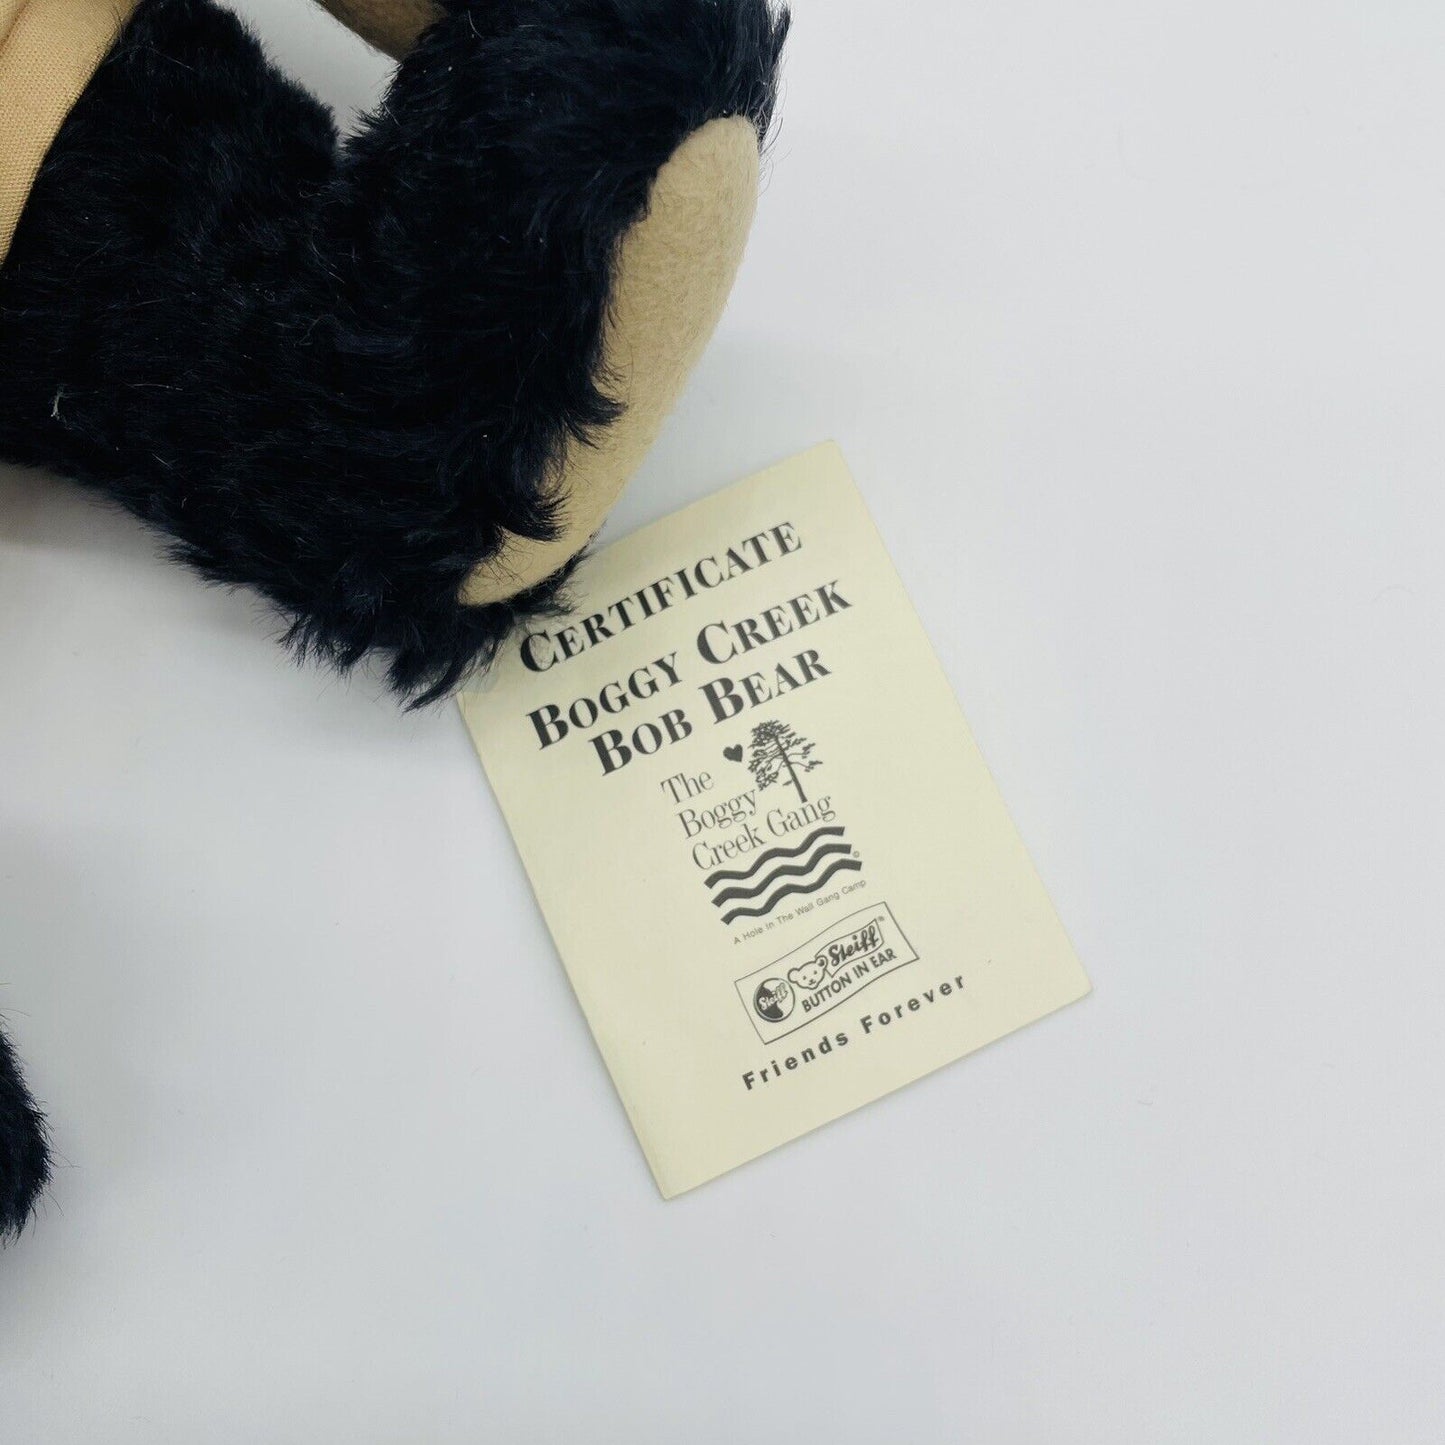 CERTIFICATE
BOGGY CREEK
BOB BEAR
The
Boggy
Creek Gang
©
A Hole In The Wall Gang Camp
Steiff
Steiff®
BUTTON IN EAR
Friends Forever